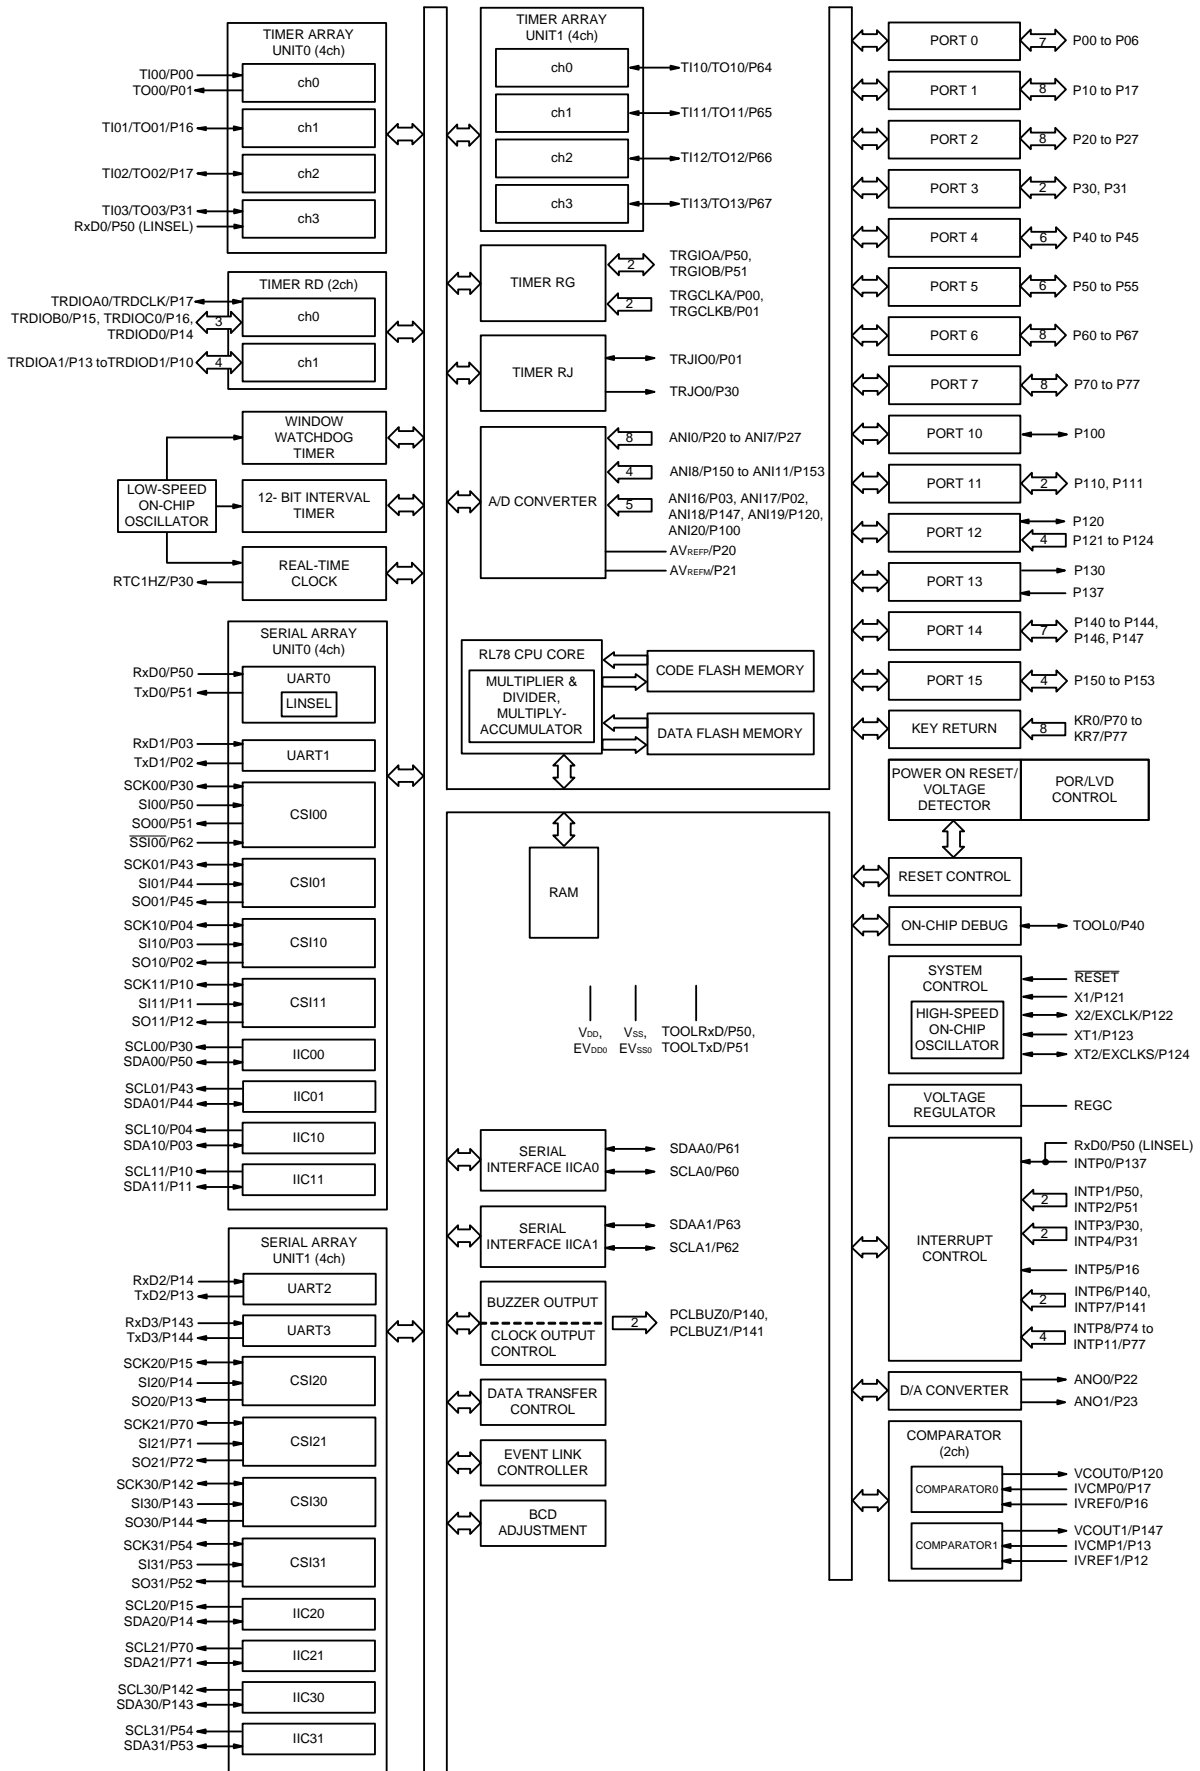 TIMER ARRAY
UNIT0 (4ch)
TI00/P00
TO00/P01
ch0
TI01/TO01/P16
ch1
TI02/TO02/P17
ch2
TI03/TO03/P31
RxD0/P50 (LINSEL)
ch3
TIMER RD (2ch)
TRDIOA0/TRDCLK/P17
TRDIOB0/P15, TRDIOC0/P16,
TRDIOD0/P14
3
ch0
TRDIOA1/P13 toTRDIOD1/P10
4
ch1
WINDOW
WATCHDOG
TIMER
LOW-SPEED
ON-CHIP
OSCILLATOR
12- BIT INTERVAL
TIMER
RTC1HZ/P30
REAL-TIME
CLOCK
SERIAL ARRAY
UNIT0 (4ch)
RxD0/P50
TxD0/P51
UART0
LINSEL
RxD1/P03
TxD1/P02
UART1
SCK00/P30
SI00/P50
SO00/P51
SSI00/P62
CSI00
SCK01/P43
SI01/P44
SO01/P45
CSI01
SCK10/P04
SI10/P03
SO10/P02
CSI10
SCK11/P10
SI11/P11
SO11/P12
CSI11
SCL00/P30
SDA00/P50
IIC00
SCL01/P43
SDA01/P44
IIC01
SCL10/P04
SDA10/P03
IIC10
SCL11/P10
SDA11/P11
IIC11
SERIAL ARRAY
UNIT1 (4ch)
RxD2/P14
TxD2/P13
UART2
RxD3/P143
TxD3/P144
UART3
SCK20/P15
SI20/P14
SO20/P13
CSI20
SCK21/P70
SI21/P71
SO21/P72
CSI21
SCK30/P142
SI30/P143
SO30/P144
CSI30
SCK31/P54
SI31/P53
SO31/P52
CSI31
SCL20/P15
SDA20/P14
IIC20
SCL21/P70
SDA21/P71
IIC21
SCL30/P142
SDA30/P143
IIC30
SCL31/P54
SDA31/P53
IIC31
TIMER ARRAY
UNIT1 (4ch)
ch0
TI10/TO10/P64
ch1
TI11/TO11/P65
ch2
TI12/TO12/P66
ch3
TI13/TO13/P67
TIMER RG
2
TRGIOA/P50,
TRGIOB/P51
2
TRGCLKA/P00,
TRGCLKB/P01
TIMER RJ
TRJIO0/P01
TRJO0/P30
A/D CONVERTER
8
ANI0/P20 to ANI7/P27
4
ANI8/P150 to ANI11/P153
5
ANI16/P03, ANI17/P02,
ANI18/P147, ANI19/P120,
ANI20/P100
AVREFP/P20
AVREFM/P21
RL78 CPU CORE
MULTIPLIER &
DIVIDER,
MULTIPLY-
ACCUMULATOR
CODE FLASH MEMORY
DATA FLASH MEMORY
RAM
VDD,
EVDD0
VSS,
EVSS0
TOOLRxD/P50,
TOOLTxD/P51
SERIAL
INTERFACE IICA0
SDAA0/P61
SCLA0/P60
SERIAL
INTERFACE IICA1
SDAA1/P63
SCLA1/P62
BUZZER OUTPUT
CLOCK OUTPUT
CONTROL
2
PCLBUZ0/P140,
PCLBUZ1/P141
DATA TRANSFER
CONTROL
EVENT LINK
CONTROLLER
BCD
ADJUSTMENT
PORT 0
7
P00 to P06
PORT 1
8
P10 to P17
PORT 2
8
P20 to P27
PORT 3
2
P30, P31
PORT 4
6
P40 to P45
PORT 5
6
P50 to P55
PORT 6
8
P60 to P67
PORT 7
8
P70 to P77
PORT 10
P100
PORT 11
2
P110, P111
PORT 12
P120
4
P121 to P124
PORT 13
P130
P137
PORT 14
7
P140 to P144,
P146, P147
PORT 15
4
P150 to P153
KEY RETURN
8
KR0/P70 to
KR7/P77
POWER ON RESET/
VOLTAGE
DETECTOR
POR/LVD
CONTROL
RESET CONTROL
ON-CHIP DEBUG
TOOL0/P40
SYSTEM
CONTROL
HIGH-SPEED
ON-CHIP
OSCILLATOR
RESET
X1/P121
X2/EXCLK/P122
XT1/P123
XT2/EXCLKS/P124
VOLTAGE
REGULATOR
REGC
INTERRUPT
CONTROL
RxD0/P50 (LINSEL)
INTP0/P137
2
INTP1/P50,
INTP2/P51
2
INTP3/P30,
INTP4/P31
INTP5/P16
2
INTP6/P140,
INTP7/P141
4
INTP8/P74 to
INTP11/P77
D/A CONVERTER
ANO0/P22
ANO1/P23
COMPARATOR
(2ch)
COMPARATOR0
VCOUT0/P120
IVCMP0/P17
IVREF0/P16
COMPARATOR1
VCOUT1/P147
IVCMP1/P13
IVREF1/P12